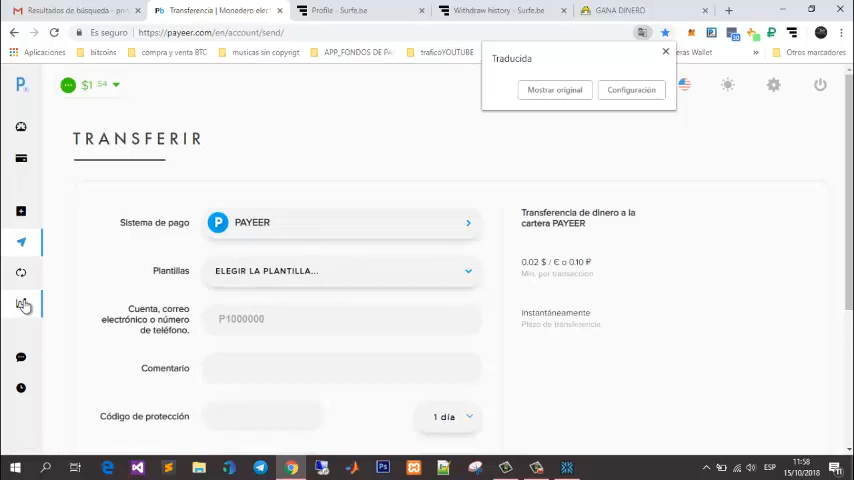 Resultados de búsqueda - pro
Transferencia | Monedero elec
Profile - Surfe.be
Withdraw history - Surfe.be
GANA DINERO
Es seguro
https://payeer.com/en/account/send/
Aplicaciones
bitcoins
compra y venta BTC
musicas sin copyright
APP_FONDOS DE PA
traficoYOUTUBE
eras Wallet
Otros marcadores
Traducida
Mostrar original
Configuración
$1 54
TRANSFERIR
Sistema de pago
PAYEER
Plantillas
ELEGIR LA PLANTILLA...
Cuenta, correo
electrónico o número
de teléfono.
P1000000
Comentario
Código de protección
1 día
Transferencia de dinero a la
cartera PAYEER
0.02 $ / € o 0.10 ₽
Min. por transacción
Instantáneamente
Plazo de transferencia
ESP
11:58
15/10/2018